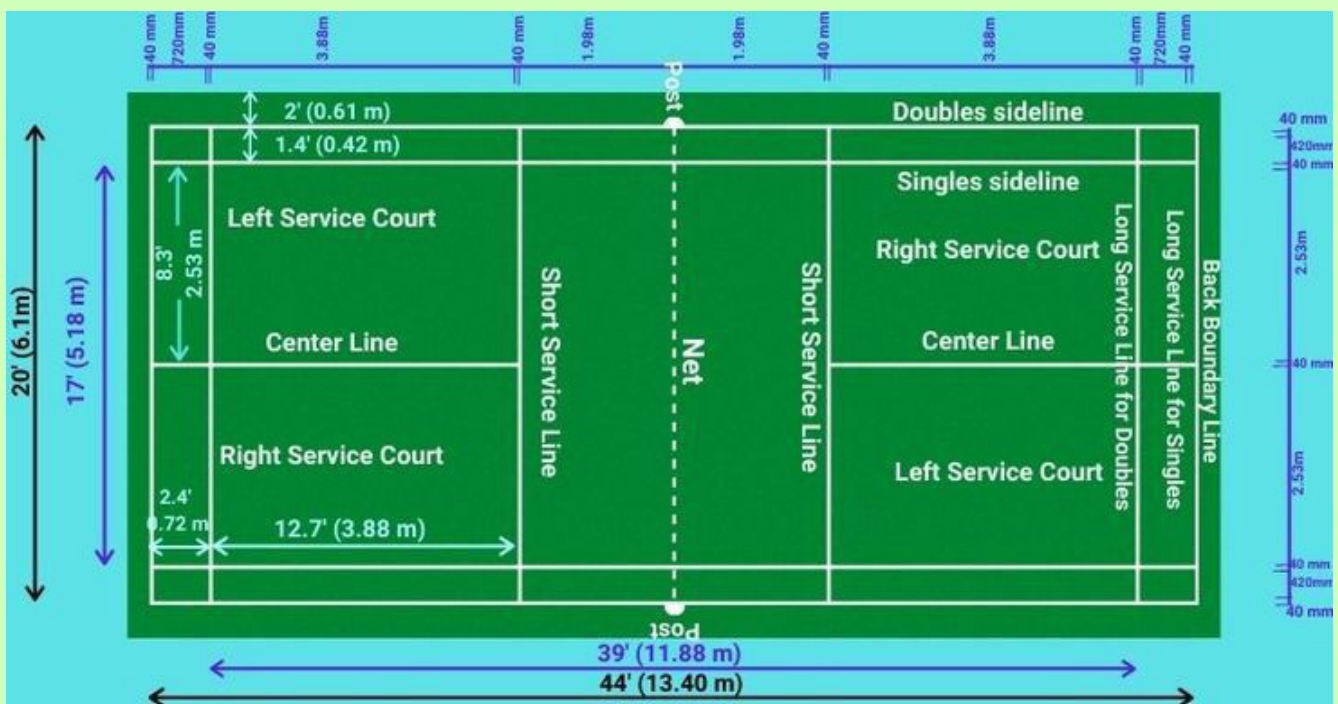 40 mm
720mm
40 mm
3.88m
40 mm
1.98m
1.98m
40 mm
3.88m
40 mm
720mm
40 mm
Post
2' (0.61 m)
Doubles sideline
40 mm
1.4' (0.42 m)
420mm
40 mm
Singles sideline
Left Service Court
Right Service Court
8.3'
2.53 m
2.53m
20' (6.1m)
17' (5.18 m)
Short Service Line
Short Service Line
Long Service Line for Doubles
Long Service Line for Singles
Back Boundary Line
Center Line
Net
Center Line
40 mm
Right Service Court
Left Service Court
2.53m
2.4'
0.72 m
12.7' (3.88 m)
40 mm
420mm
40 mm
Post
39' (11.88 m)
44' (13.40 m)